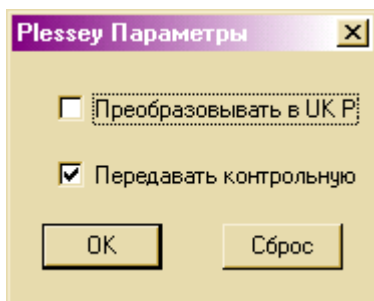 Plessey Параметры
Преобразовывать в UK P
Передавать контрольную
OK Сброс